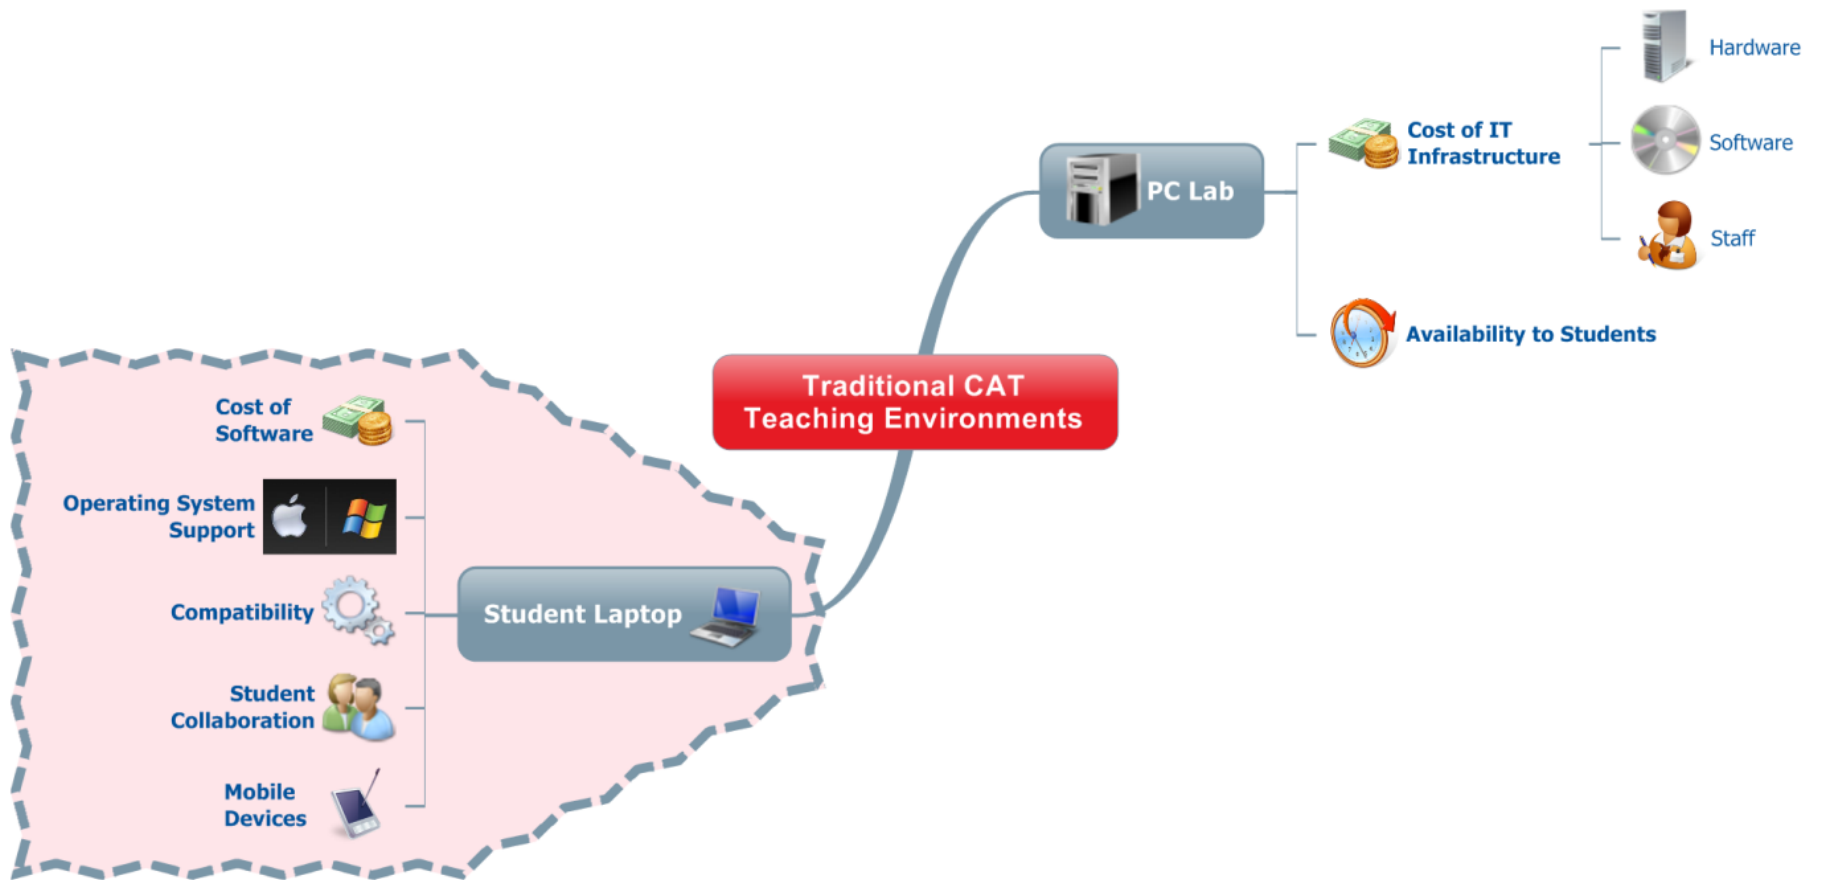 Traditional CAT
Teaching Environments
PC Lab
Cost of IT
Infrastructure
Hardware
Software
Staff
Availability to Students
Student Laptop
Cost of
Software
Operating System
Support
Compatibility
Student
Collaboration
Mobile
Devices